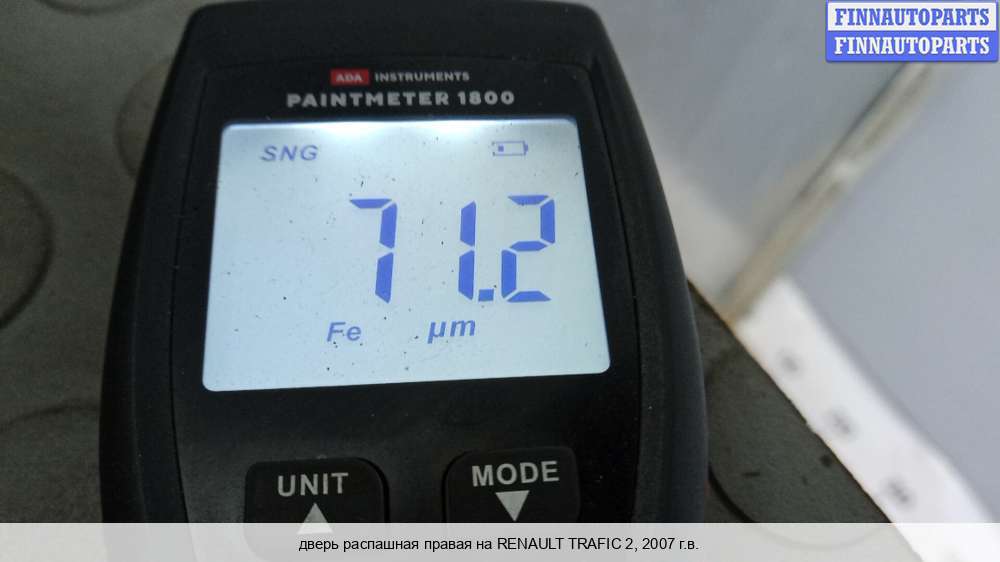 FINNAUTOPARTS
FINNAUTOPARTS
ADA INSTRUMENTS
PAINTMETER 1800
SNG
71.2
Fe µm
UNIT MODE
дверь распашная правая на RENAULT TRAFIC 2, 2007 г.в.